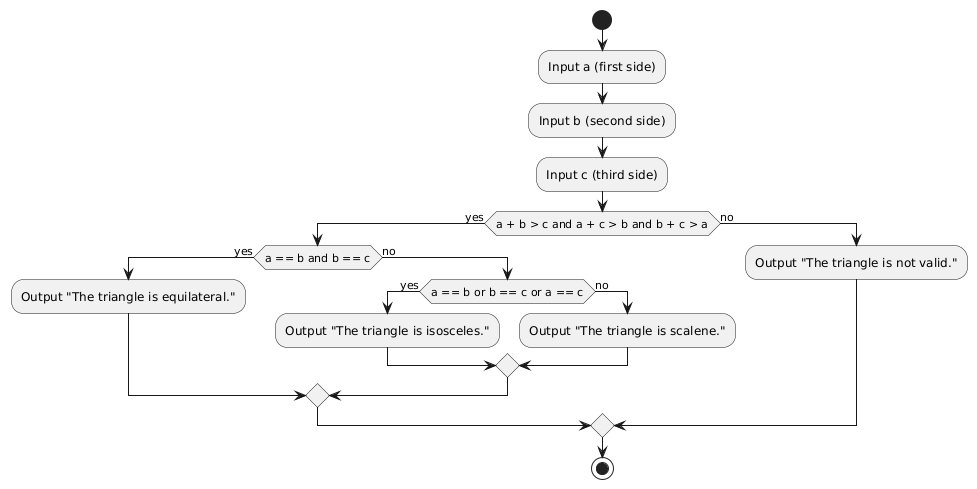 Input a (first side)
Input b (second side)
Input c (third side)
yes
a + b > c and a + c > b and b + c > a
no
yes
a == b and b == c
no
Output "The triangle is not valid."
Output "The triangle is equilateral."
yes
a == b or b == c or a == c
no
Output "The triangle is isosceles."
Output "The triangle is scalene."